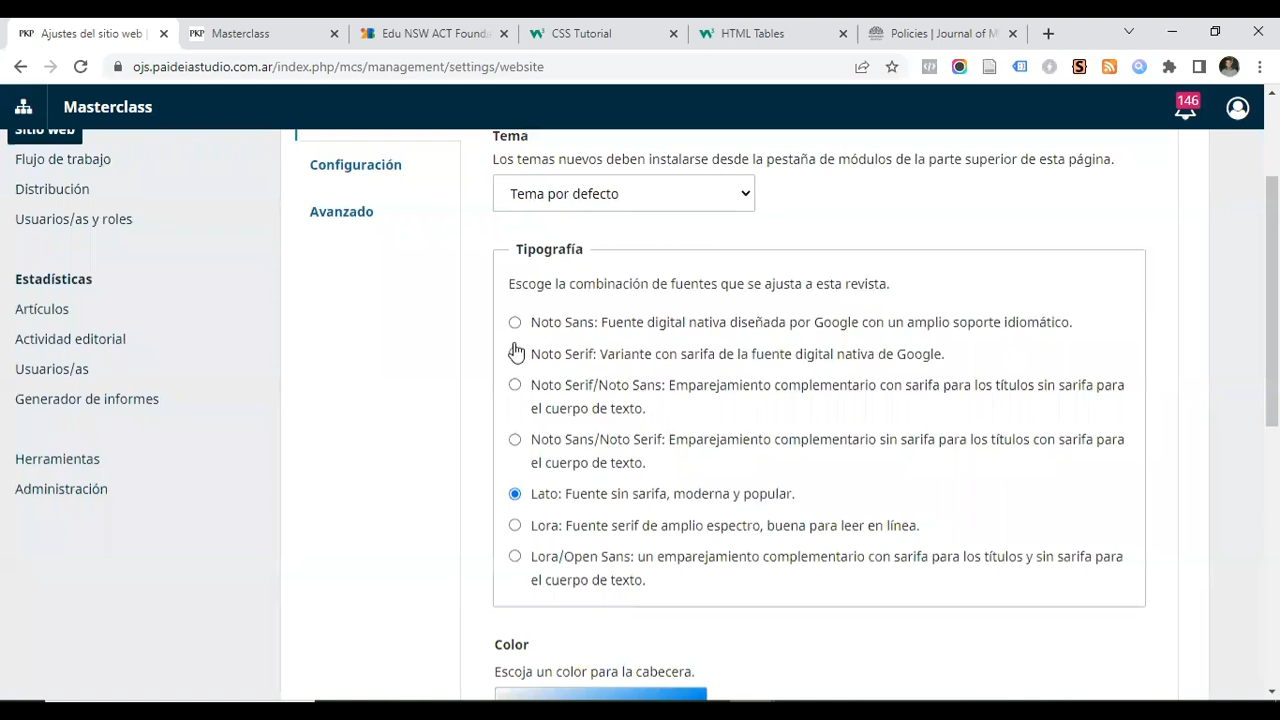 PKP Ajustes del sitio web |
PKP Masterclass
Edu NSW ACT Founda
CSS Tutorial
HTML Tables
Policies | Journal of M
ojs.paideiastudio.com.ar/index.php/mcs/management/settings/website
Masterclass
146
Sitio web
Flujo de trabajo
Distribución
Usuarios/as y roles
Estadísticas
Artículos
Actividad editorial
Usuarios/as
Generador de informes
Herramientas
Administración
Configuración
Avanzado
Tema
Los temas nuevos deben instalarse desde la pestaña de módulos de la parte superior de esta página.
Tema por defecto
Tipografía
Escoge la combinación de fuentes que se ajusta a esta revista.
Noto Sans: Fuente digital nativa diseñada por Google con un amplio soporte idiomático.
Noto Serif: Variante con sarifa de la fuente digital nativa de Google.
Noto Serif/Noto Sans: Emparejamiento complementario con sarifa para los títulos sin sarifa para
el cuerpo de texto.
Noto Sans/Noto Serif: Emparejamiento complementario sin sarifa para los títulos con sarifa para
el cuerpo de texto.
Lato: Fuente sin sarifa, moderna y popular.
Lora: Fuente serif de amplio espectro, buena para leer en línea.
Lora/Open Sans: un emparejamiento complementario con sarifa para los títulos y sin sarifa para
el cuerpo de texto.
Color
Escoja un color para la cabecera.